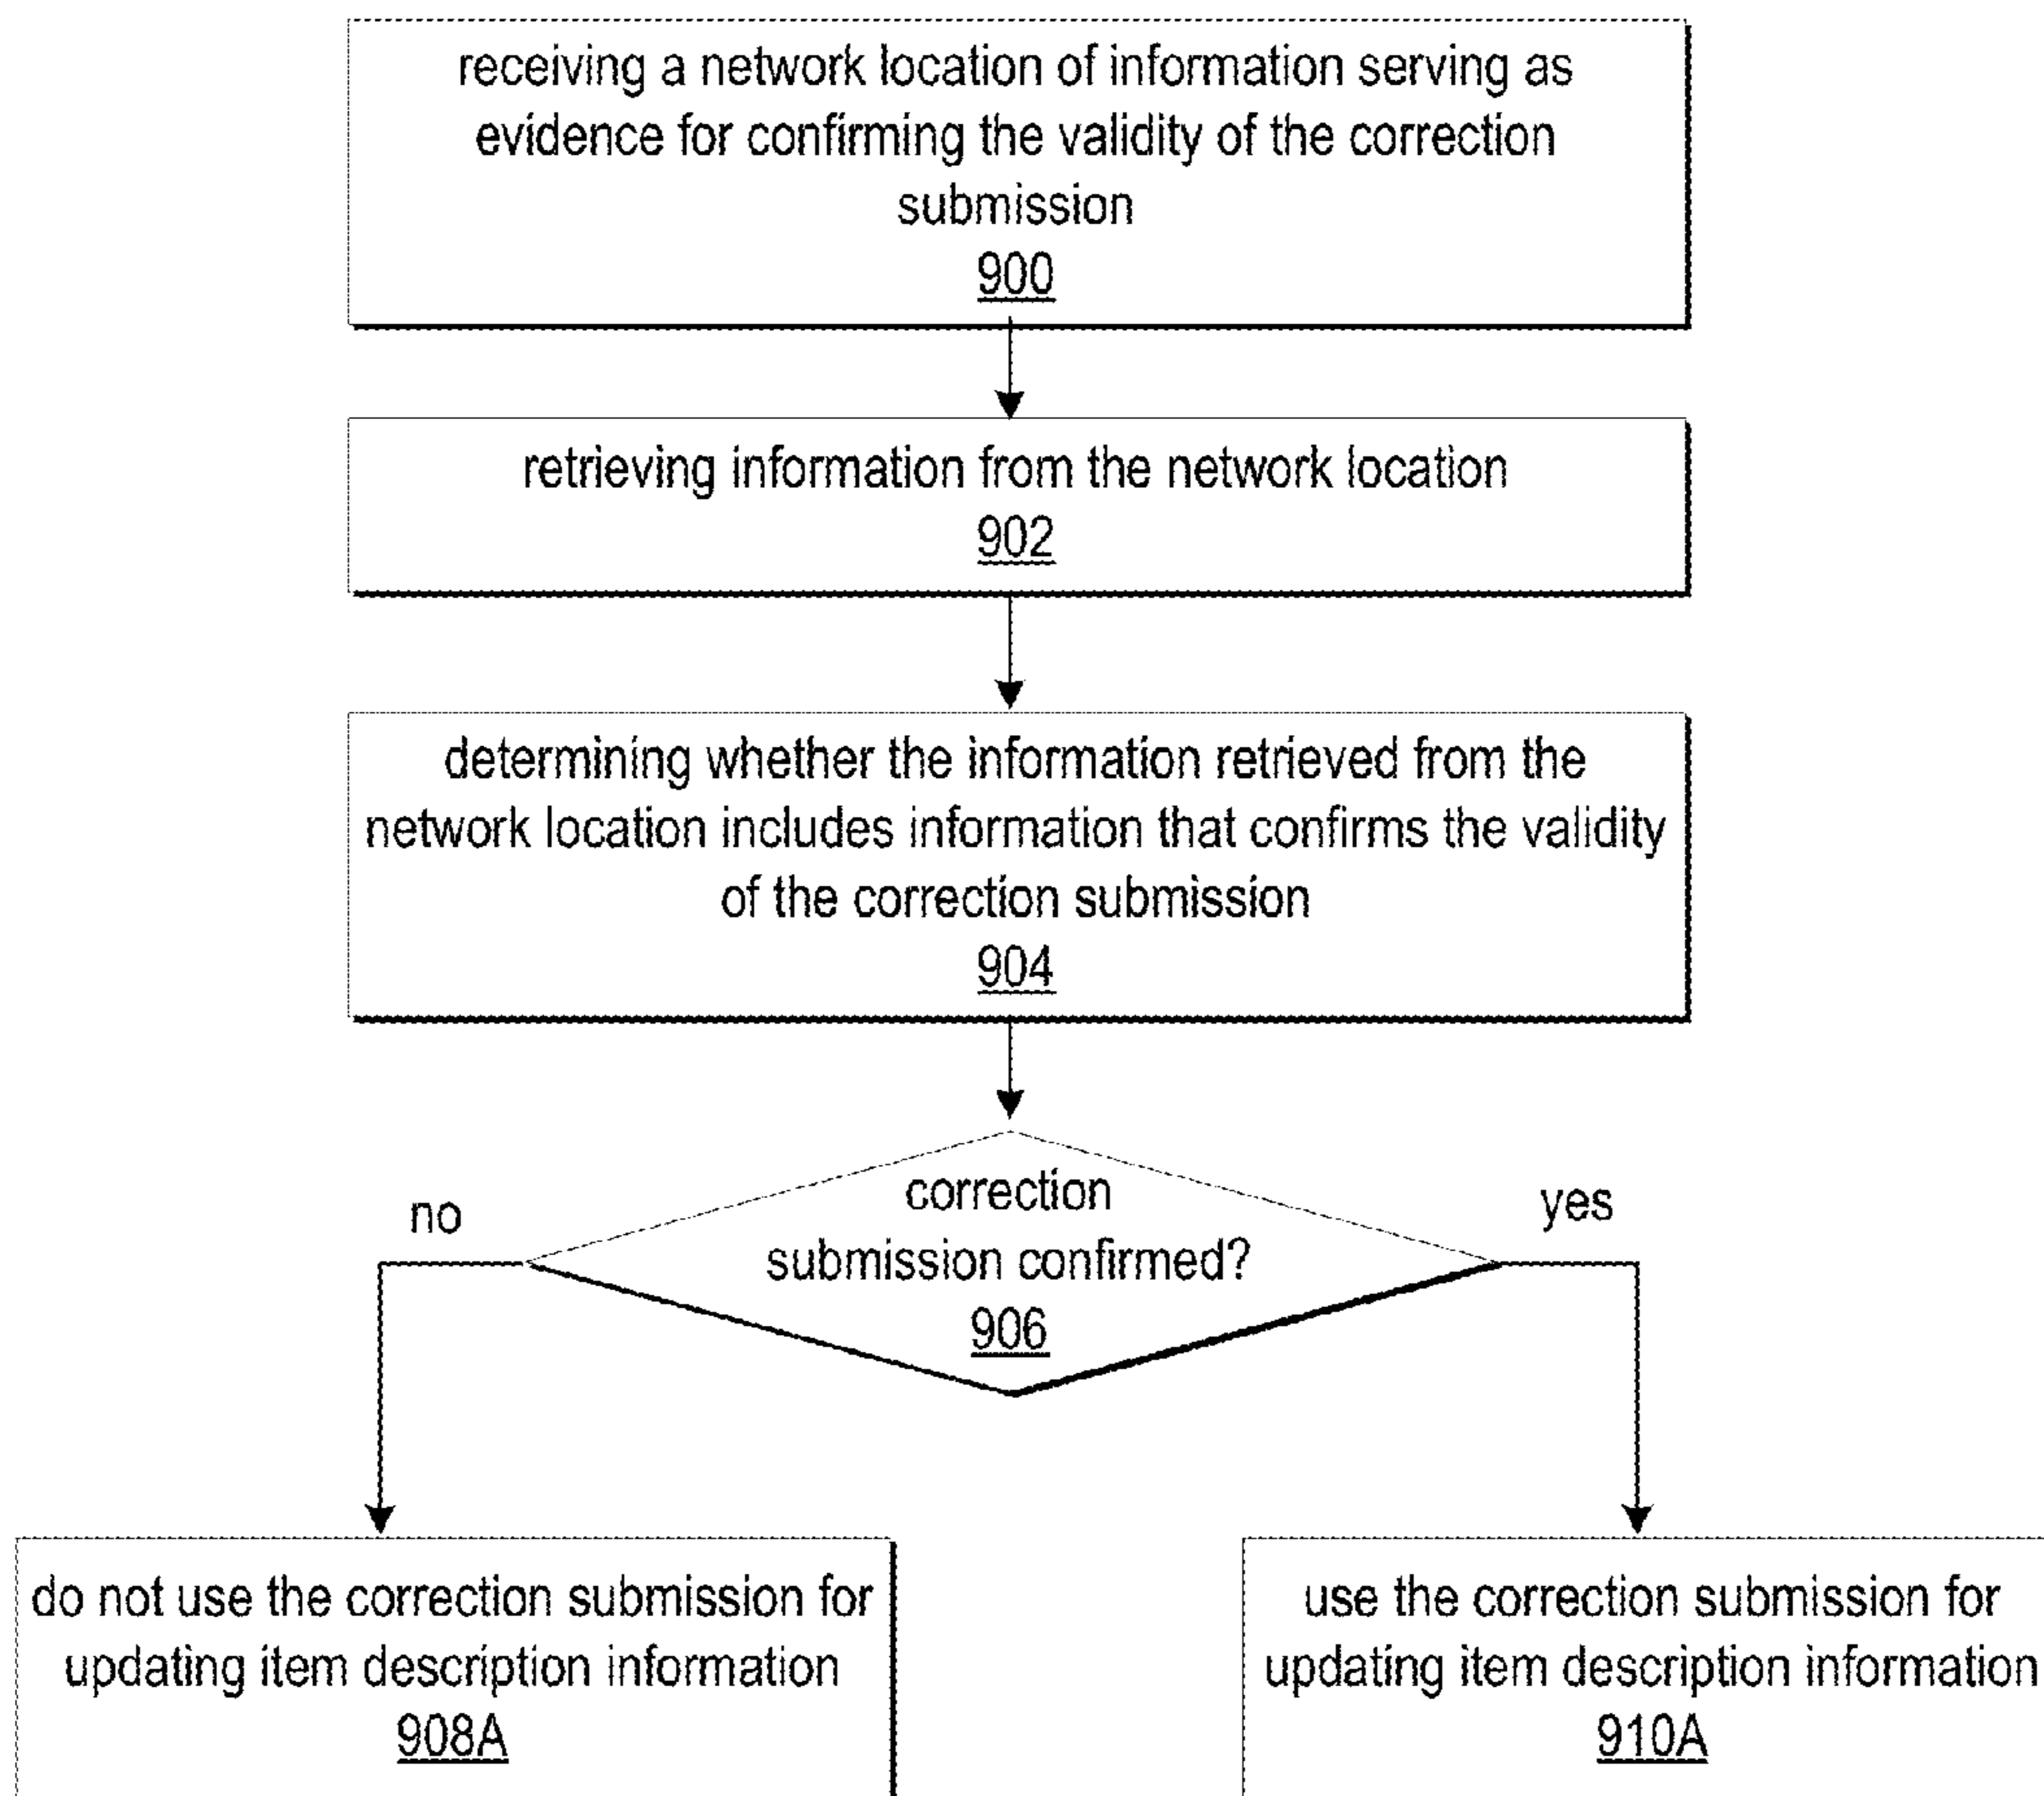 receiving a network location of information serving as
evidence for confirming the validity of the correction
submission
900
retrieving information from the network location
902
determining whether the information retrieved from the
network location includes information that confirms the validity
of the correction submission
904
correction
submission confirmed?
906
no
yes
do not use the correction submission for
updating item description information
908A
use the correction submission for
updating item description information
910A